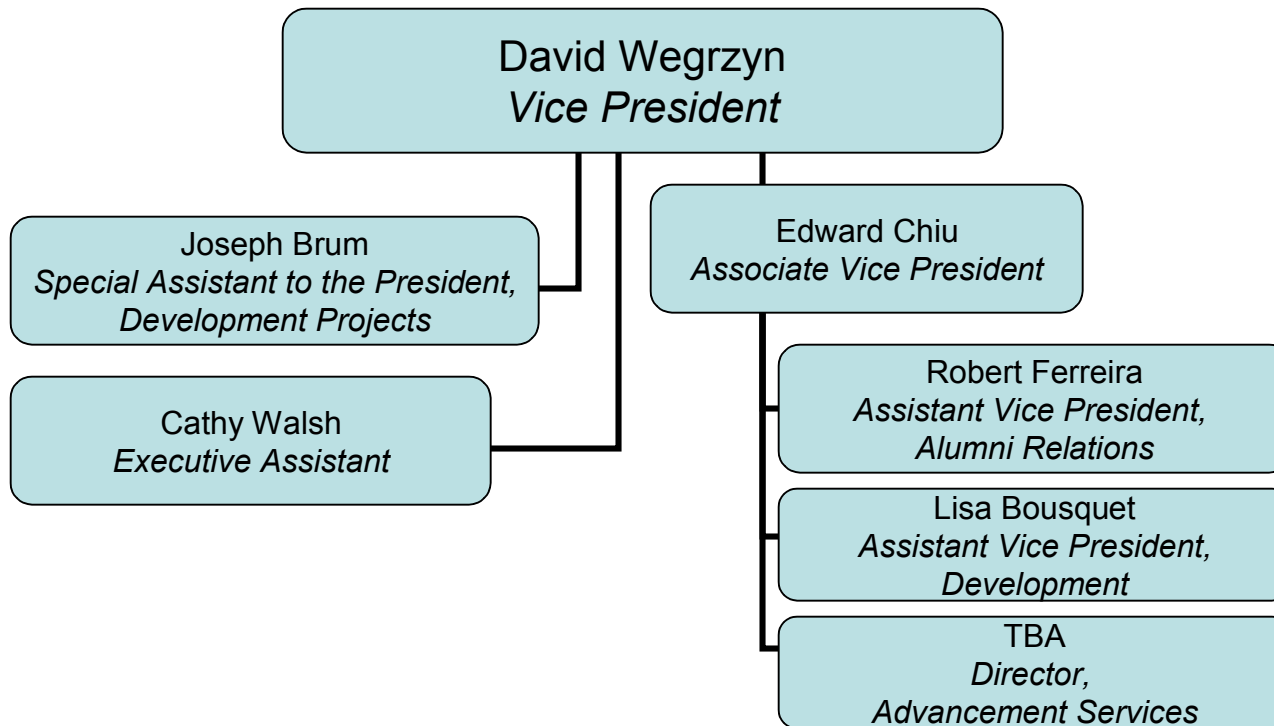 David Wegrzyn
Vice President
Joseph Brum
Special Assistant to the President,
Development Projects
Cathy Walsh
Executive Assistant
Edward Chiu
Associate Vice President
Robert Ferreira
Assistant Vice President,
Alumni Relations
Lisa Bousquet
Assistant Vice President,
Development
TBA
Director,
Advancement Services